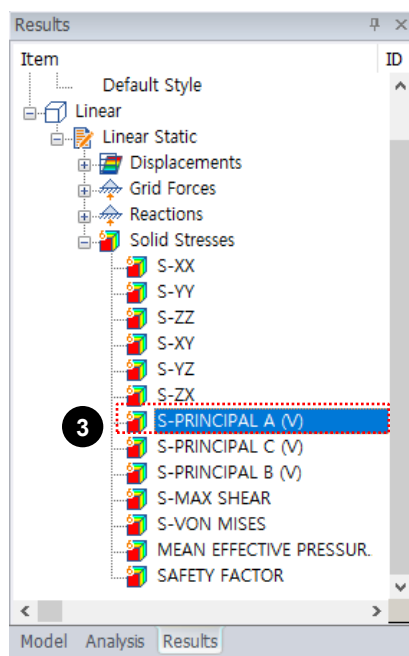 Results
Item ID
Default Style
Linear
Linear Static
Displacements
Grid Forces
Reactions
Solid Stresses
S-XX
S-YY
S-ZZ
S-XY
S-YZ
S-ZX
3 S-PRINCIPAL A (V)
S-PRINCIPAL C (V)
S-PRINCIPAL B (V)
S-MAX SHEAR
S-VON MISES
MEAN EFFECTIVE PRESSUR.
SAFETY FACTOR
Model Analysis Results